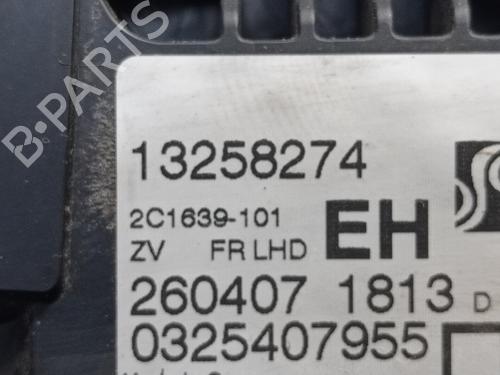 B-PARTS
13258274
2C1639-101
ZV FR LHD EH
260407 1813 D
0325407955